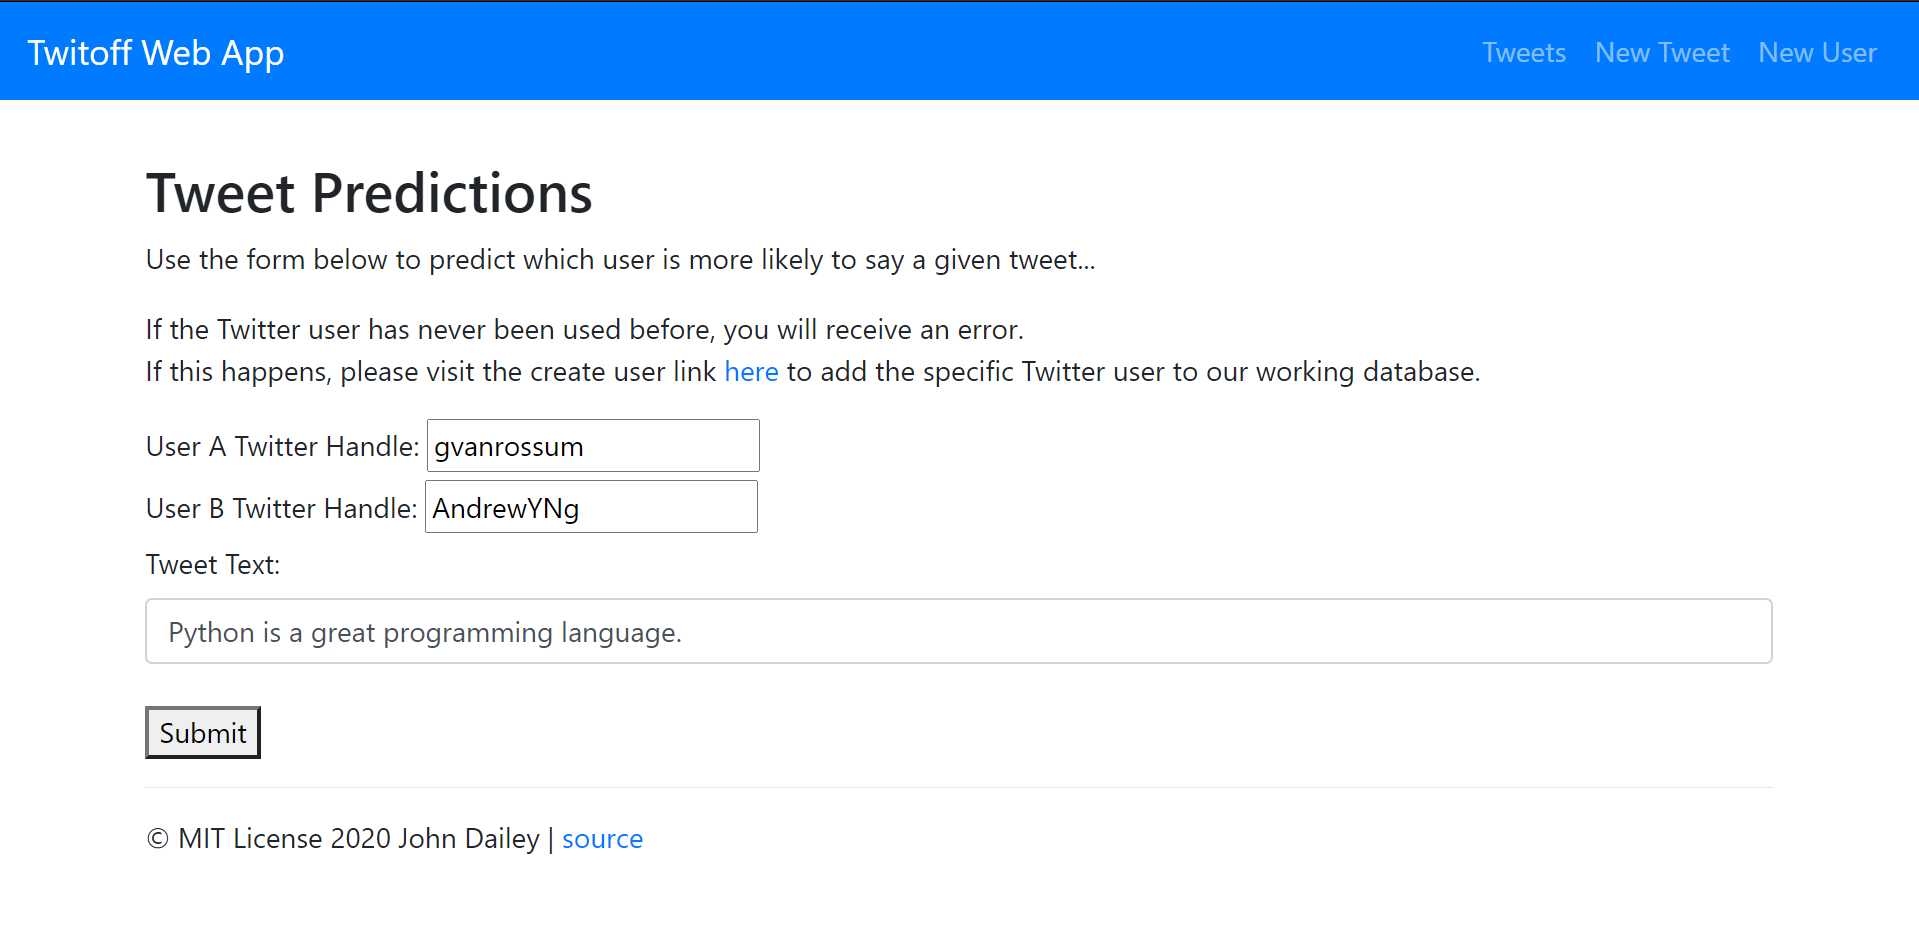 Twitoff Web App
Tweets New Tweet New User
Tweet Predictions
Use the form below to predict which user is more likely to say a given tweet...
If the Twitter user has never been used before, you will receive an error.
If this happens, please visit the create user link here to add the specific Twitter user to our working database.
User A Twitter Handle: gvanrossum
User B Twitter Handle: AndrewYNg
Tweet Text:
Python is a great programming language.
Submit
© MIT License 2020 John Dailey | source